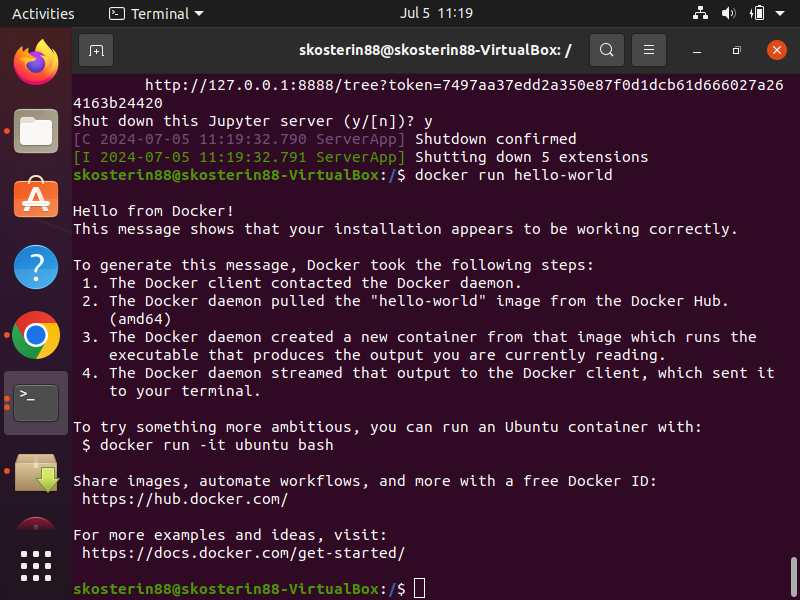 Activities Terminal Jul 5 11:19
skosterin88@skosterin88-VirtualBox: /
http://127.0.0.1:8888/tree?token=7497aa37edd2a350e87f0d1dcb61d666027a26
4163b24420
Shut down this Jupyter server (y/[n])? y
[C 2024-07-05 11:19:32.790 ServerApp] Shutdown confirmed
[I 2024-07-05 11:19:32.791 ServerApp] Shutting down 5 extensions
skosterin88@skosterin88-VirtualBox:/$ docker run hello-world
Hello from Docker!
This message shows that your installation appears to be working correctly.
To generate this message, Docker took the following steps:
1. The Docker client contacted the Docker daemon.
2. The Docker daemon pulled the "hello-world" image from the Docker Hub.
(amd64)
3. The Docker daemon created a new container from that image which runs the
executable that produces the output you are currently reading.
4. The Docker daemon streamed that output to the Docker client, which sent it
to your terminal.
To try something more ambitious, you can run an Ubuntu container with:
$ docker run -it ubuntu bash
Share images, automate workflows, and more with a free Docker ID:
https://hub.docker.com/
For more examples and ideas, visit:
https://docs.docker.com/get-started/
skosterin88@skosterin88-VirtualBox:/$